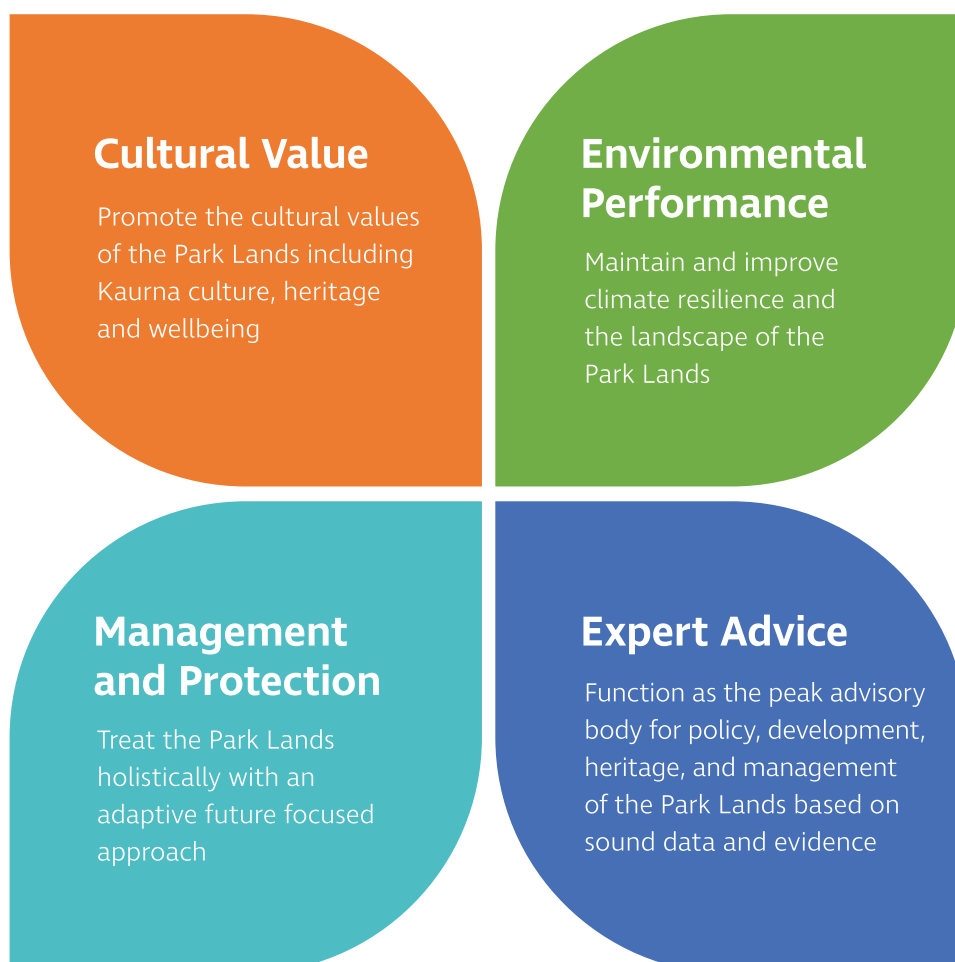 Cultural Value
Promote the cultural values
of the Park Lands including
Kaurna culture, heritage
and wellbeing
Environmental
Performance
Maintain and improve
climate resilience and
the landscape of the
Park Lands
Management
and Protection
Treat the Park Lands
holistically with an
adaptive future focused
approach
Expert Advice
Function as the peak advisory
body for policy, development,
heritage, and management
of the Park Lands based on
sound data and evidence